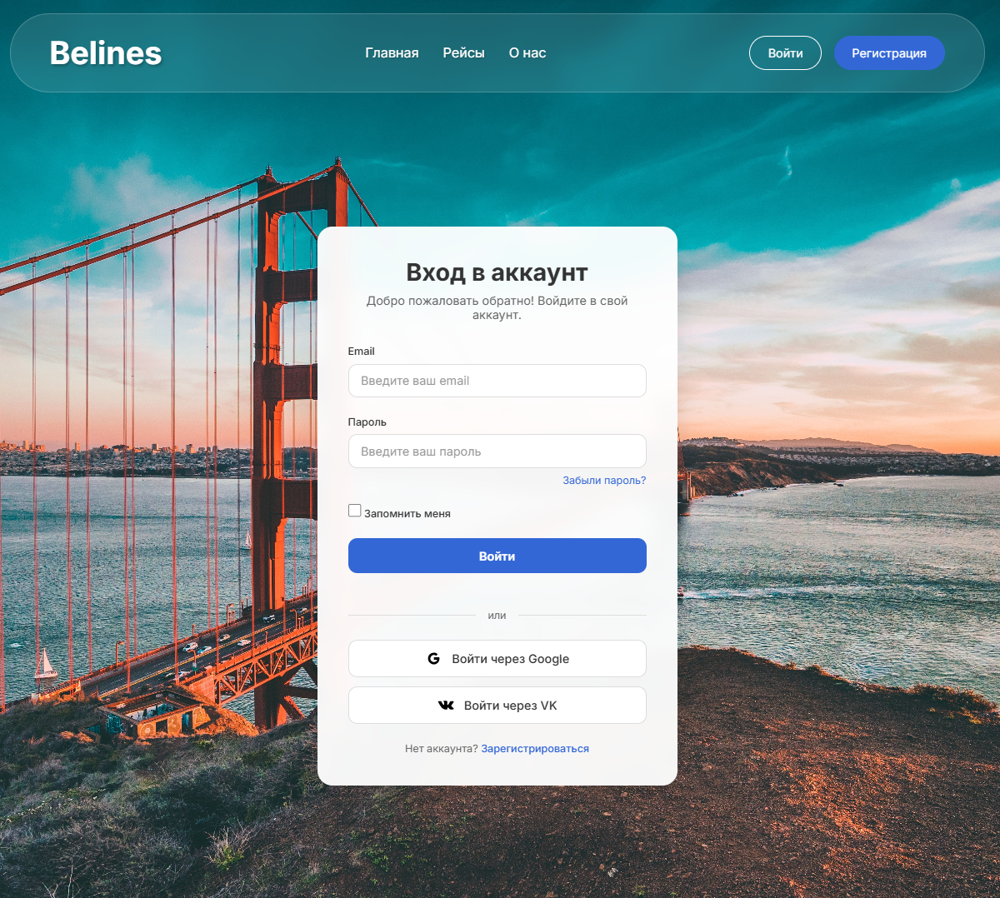 Belines
Главная
Рейсы
О нас
Войти
Регистрация
Вход в аккаунт
Добро пожаловать обратно! Войдите в свой
аккаунт.
Email
Введите ваш email
Пароль
Введите ваш пароль
Забыли пароль?
Запомнить меня
Войти
или
Войти через Google
Войти через VK
Нет аккаунта? Зарегистрироваться